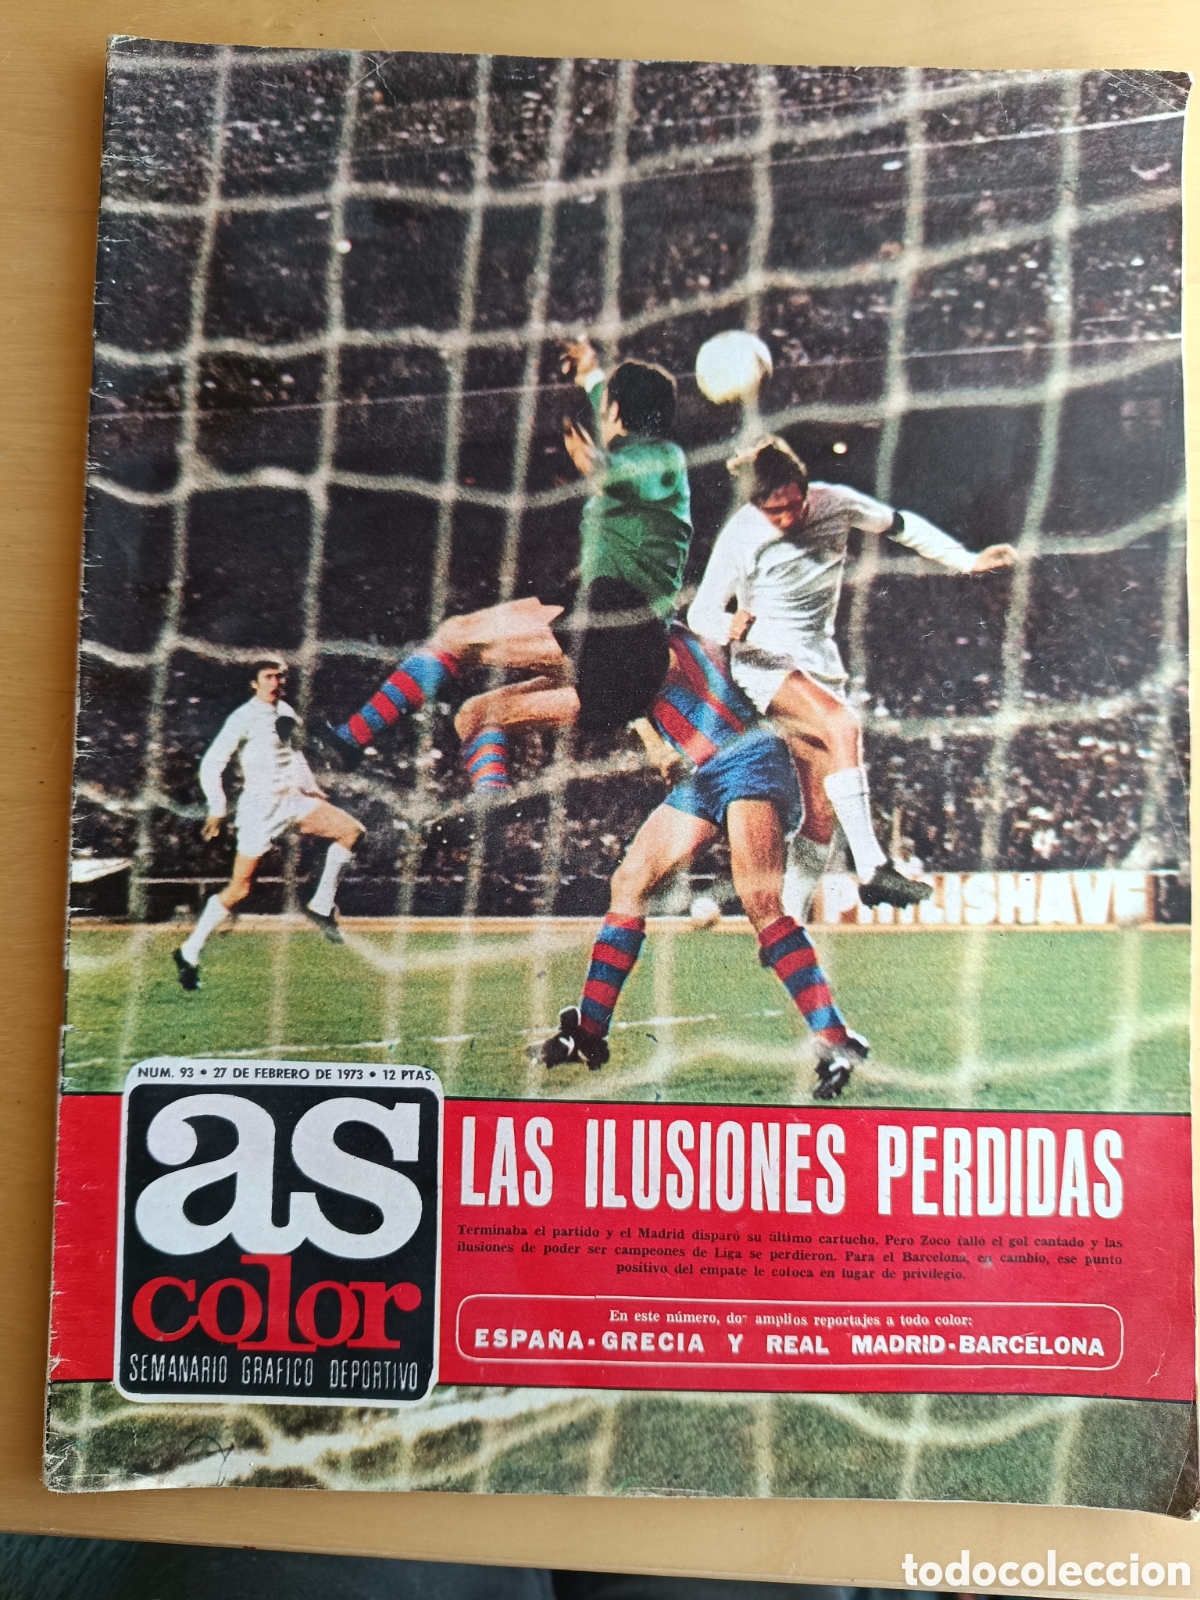 PHILISHAVE
NUM. 93 • 27 DE FEBRERO DE 1973 • 12 PTAS.
as
color
SEMANARIO GRAFICO DEPORTIVO
LAS ILUSIONES PERDIDAS
Terminaba el partido y el Madrid disparó su último cartucho. Pero Zoco falló el gol cantado y las
ilusiones de poder ser campeones de Liga se perdieron. Para el Barcelona, en cambio, ese punto
positivo del empate le coloca en lugar de privilegio.
En este número, dos amplios reportajes a todo color:
ESPAÑA-GRECIA Y REAL MADRID-BARCELONA
todocoleccion